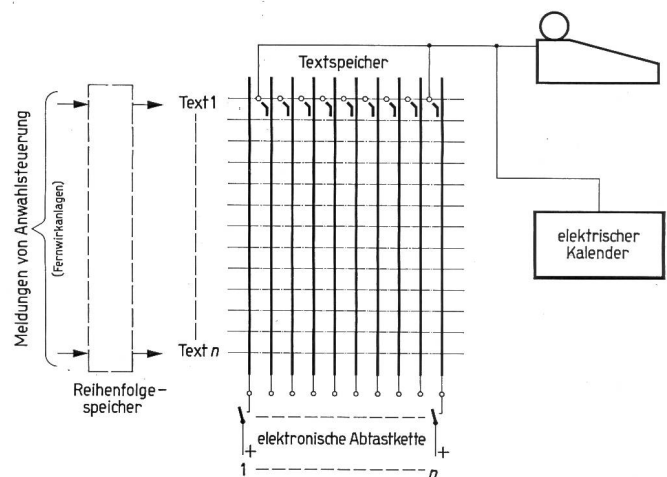 Textspeicher
Text 1
Meldungen von Anwahlsteuerung
(Fernwirkanlagen)
elektrischer
Kalender
Text n
Reihenfolge-
speicher
elektronische Abtastkette
+ +
1 n